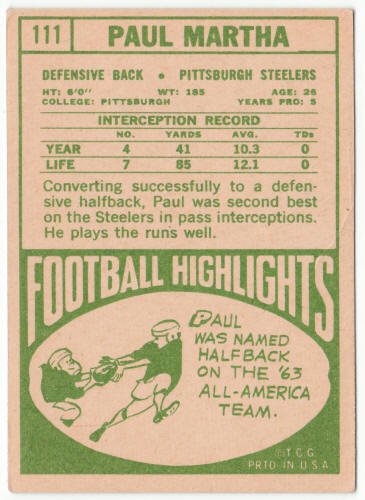 111 PAUL MARTHA
DEFENSIVE BACK • PITTSBURGH STEELERS
HT: 6'0" WT: 185 AGE: 26
COLLEGE: PITTSBURGH YEARS PRO: 5
INTERCEPTION RECORD
NO. YARDS AVG. TDs
YEAR 4 41 10.3 0
LIFE 7 85 12.1 0
Converting successfully to a defen-
sive halfback, Paul was second best
on the Steelers in pass interceptions.
He plays the runs well.
FOOTBALL HIGHLIGHTS
PAUL
WAS NAMED
HALFBACK
ON THE '63
ALL-AMERICA
TEAM.
© T.C.G.
PRTD IN U.S.A.